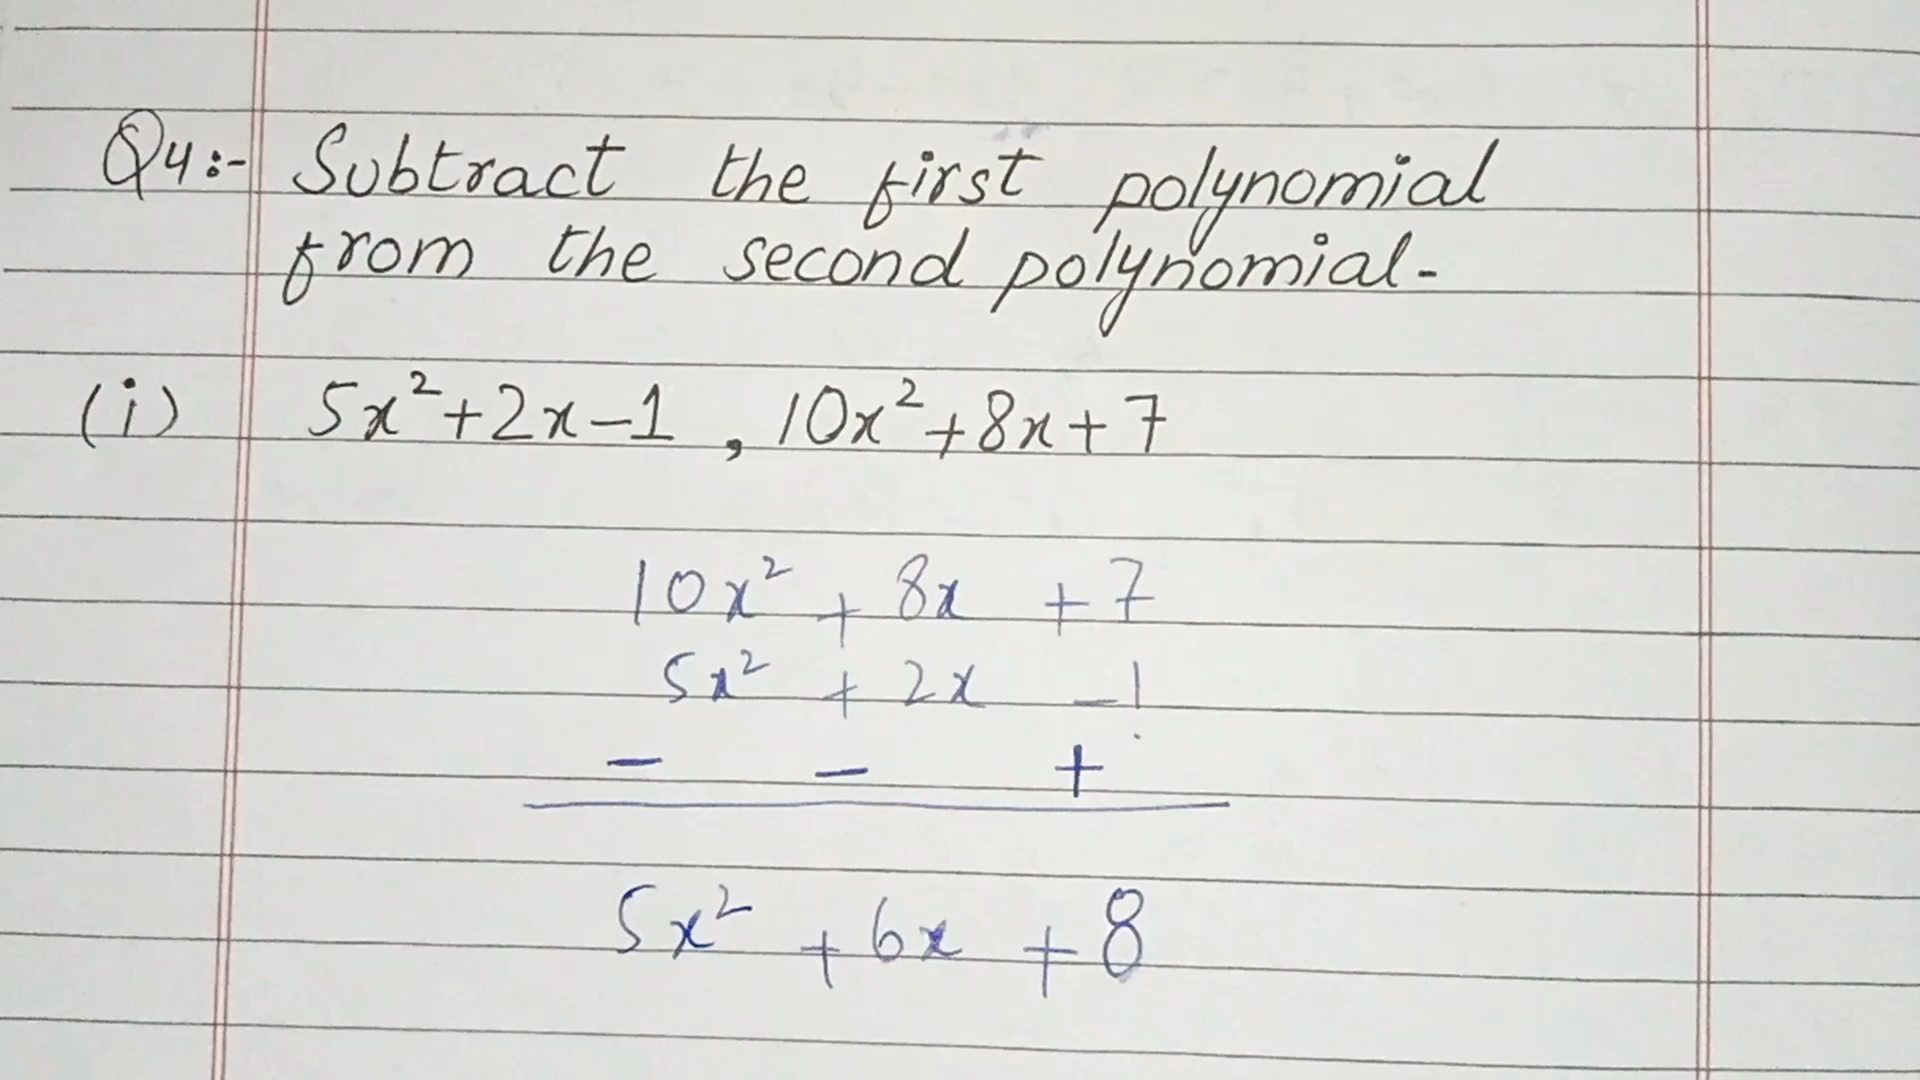 Q4:- Subtract the first polynomial
from the second polynomial-
(i) 5x²+2x-1, 10x²+8x+7
10x² + 8x + 7
5x² + 2x - 1
- - +
5x² + 6x + 8